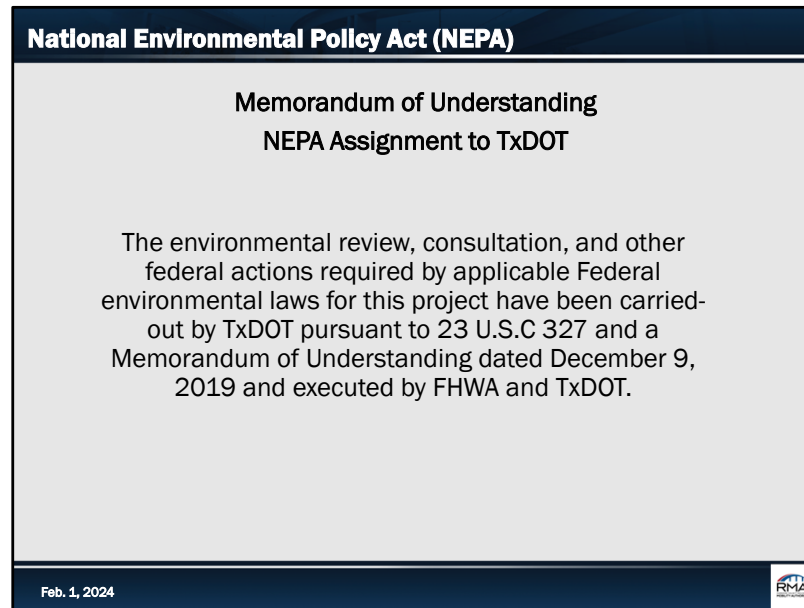 National Environmental Policy Act (NEPA)
Memorandum of Understanding
NEPA Assignment to TxDOT
The environmental review, consultation, and other
federal actions required by applicable Federal
environmental laws for this project have been carried-
out by TxDOT pursuant to 23 U.S.C 327 and a
Memorandum of Understanding dated December 9,
2019 and executed by FHWA and TxDOT.
Feb. 1, 2024
RMA